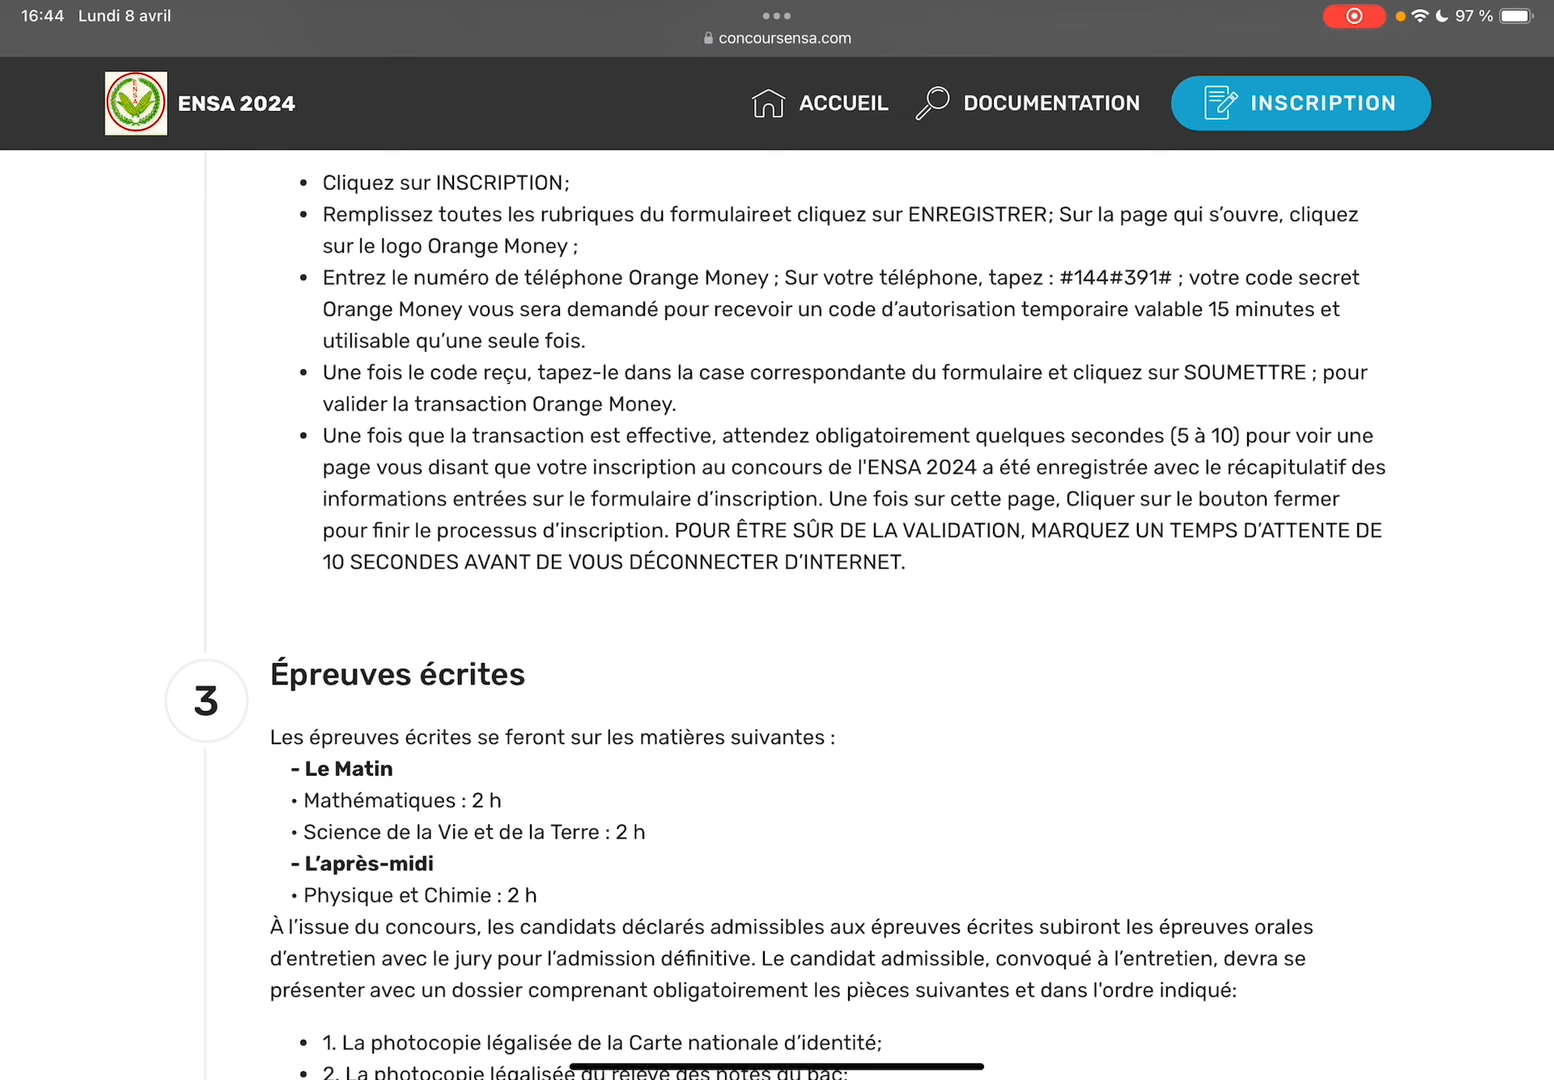 16:44 Lundi 8 avril
97 %
concoursensa.com
ENSA 2024
ACCUEIL
DOCUMENTATION
INSCRIPTION
• Cliquez sur INSCRIPTION;
• Remplissez toutes les rubriques du formulaireet cliquez sur ENREGISTRER; Sur la page qui s’ouvre, cliquez
sur le logo Orange Money ;
• Entrez le numéro de téléphone Orange Money ; Sur votre téléphone, tapez : #144#391# ; votre code secret
Orange Money vous sera demandé pour recevoir un code d’autorisation temporaire valable 15 minutes et
utilisable qu’une seule fois.
• Une fois le code reçu, tapez-le dans la case correspondante du formulaire et cliquez sur SOUMETTRE ; pour
valider la transaction Orange Money.
• Une fois que la transaction est effective, attendez obligatoirement quelques secondes (5 à 10) pour voir une
page vous disant que votre inscription au concours de l'ENSA 2024 a été enregistrée avec le récapitulatif des
informations entrées sur le formulaire d’inscription. Une fois sur cette page, Cliquer sur le bouton fermer
pour finir le processus d’inscription. POUR ÊTRE SÛR DE LA VALIDATION, MARQUEZ UN TEMPS D’ATTENTE DE
10 SECONDES AVANT DE VOUS DÉCONNECTER D’INTERNET.
3
Épreuves écrites
Les épreuves écrites se feront sur les matières suivantes :
- Le Matin
• Mathématiques : 2 h
• Science de la Vie et de la Terre : 2 h
- L’après-midi
• Physique et Chimie : 2 h
À l’issue du concours, les candidats déclarés admissibles aux épreuves écrites subiront les épreuves orales
d’entretien avec le jury pour l’admission définitive. Le candidat admissible, convoqué à l’entretien, devra se
présenter avec un dossier comprenant obligatoirement les pièces suivantes et dans l'ordre indiqué:
• 1. La photocopie légalisée de la Carte nationale d’identité;
• 2. La photocopie légalisée du relevé des notes du bac;